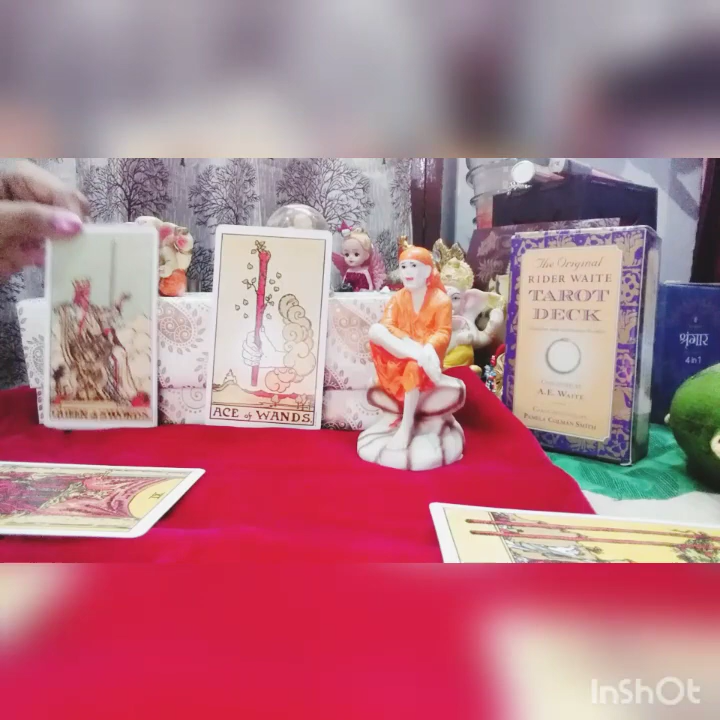 QUEEN of SWORDS.
ACE of WANDS.
The Original
RIDER WAITE
TAROT
DECK
A.E. WAITE
PAMELA COLMAN SMITH
श्रृंगार
4 in 1
InShOt